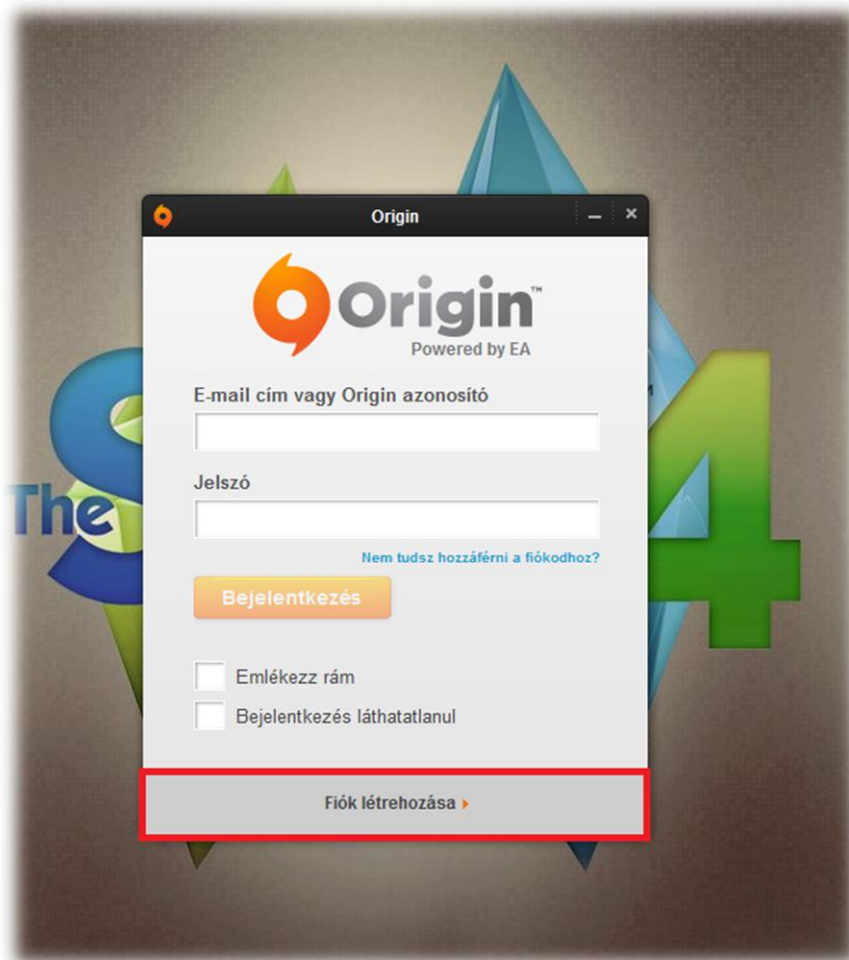 Origin
Origin™
Powered by EA
E-mail cím vagy Origin azonosító
Jelszó
Nem tudsz hozzáférni a fiókodhoz?
Bejelentkezés
Emlékezz rám
Bejelentkezés láthatatlanul
Fiók létrehozása
The S 4